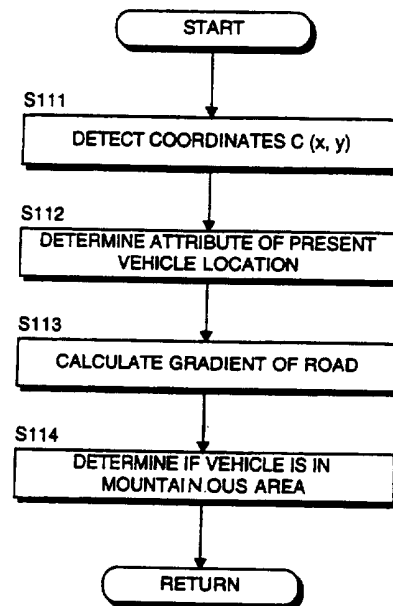 START
S111
DETECT COORDINATES C (x, y)
S112
DETERMINE ATTRIBUTE OF PRESENT
VEHICLE LOCATION
S113
CALCULATE GRADIENT OF ROAD
S114
DETERMINE IF VEHICLE IS IN
MOUNTAIN.OUS AREA
RETURN